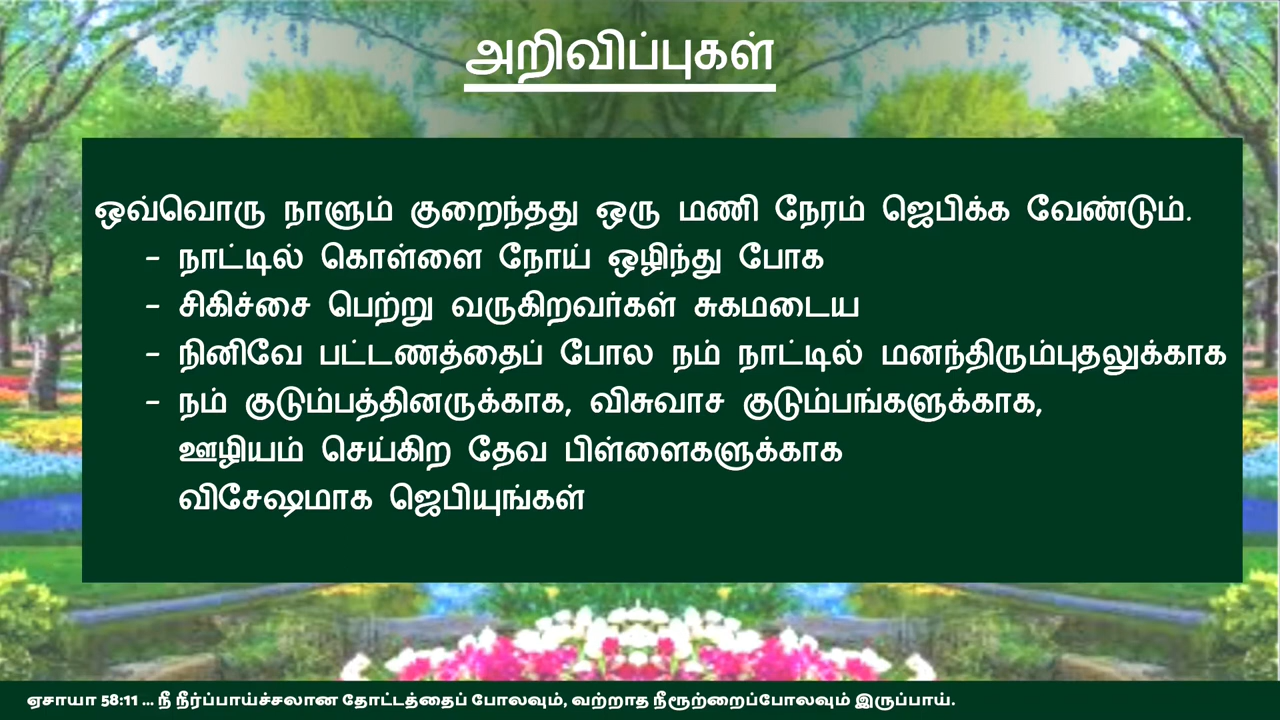 அறிவிப்புகள்
ஒவ்வொரு நாளும் குறைந்தது ஒரு மணி நேரம் ஜெபிக்க வேண்டும்.
- நாட்டில் கொள்ளை நோய் ஒழிந்து போக
- சிகிச்சை பெற்று வருகிறவர்கள் சுகமடைய
- நினிவே பட்டணத்தைப் போல நம் நாட்டில் மனந்திரும்புதலுக்காக
- நம் குடும்பத்தினருக்காக, விசுவாச குடும்பங்களுக்காக,
ஊழியம் செய்கிற தேவ பிள்ளைகளுக்காக
விசேஷமாக ஜெபியுங்கள்
ஏசாயா 58:11 ... நீ நீர்ப்பாய்ச்சலான தோட்டத்தைப் போலவும், வற்றாத நீரூற்றைப்போலவும் இருப்பாய்.